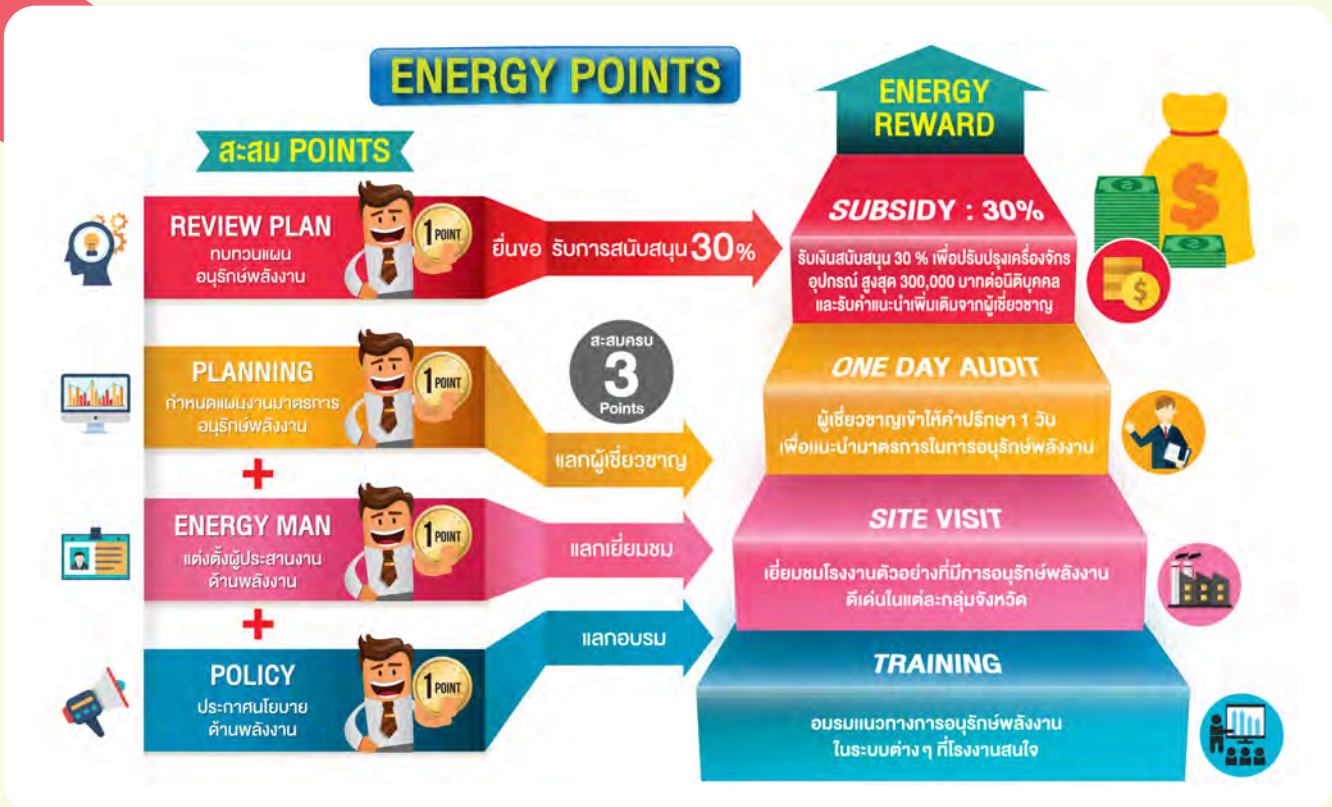 ENERGY POINTS
สะสม POINTS
REVIEW PLAN
ทบทวนแผน
อนุรักษ์พลังงาน
1 POINT
ยื่นขอ รับการสนับสนุน 30%
PLANNING
กำหนดแผนงานมาตรการ
อนุรักษ์พลังงาน
1 POINT
สะสมครบ
3
Points
แลกผู้เชี่ยวชาญ
+
ENERGY MAN
แต่งตั้งผู้ประสานงาน
ด้านพลังงาน
1 POINT
แลกเยี่ยมชม
+
POLICY
ประกาศนโยบาย
ด้านพลังงาน
1 POINT
แลกอบรม
ENERGY
REWARD
SUBSIDY : 30%
รับเงินสนับสนุน 30 % เพื่อปรับปรุงเครื่องจักร
อุปกรณ์ สูงสุด 300,000 บาทต่อนิติบุคคล
และรับคำแนะนำเพิ่มเติมจากผู้เชี่ยวชาญ
ONE DAY AUDIT
ผู้เชี่ยวชาญเข้าให้คำปรึกษา 1 วัน
เพื่อแนะนำมาตรการในการอนุรักษ์พลังงาน
SITE VISIT
เยี่ยมชมโรงงานตัวอย่างที่มีการอนุรักษ์พลังงาน
ดีเด่นในแต่ละกลุ่มจังหวัด
TRAINING
อมรมแนวทางการอนุรักษ์พลังงาน
ในระบบต่าง ๆ ที่โรงงานสนใจ